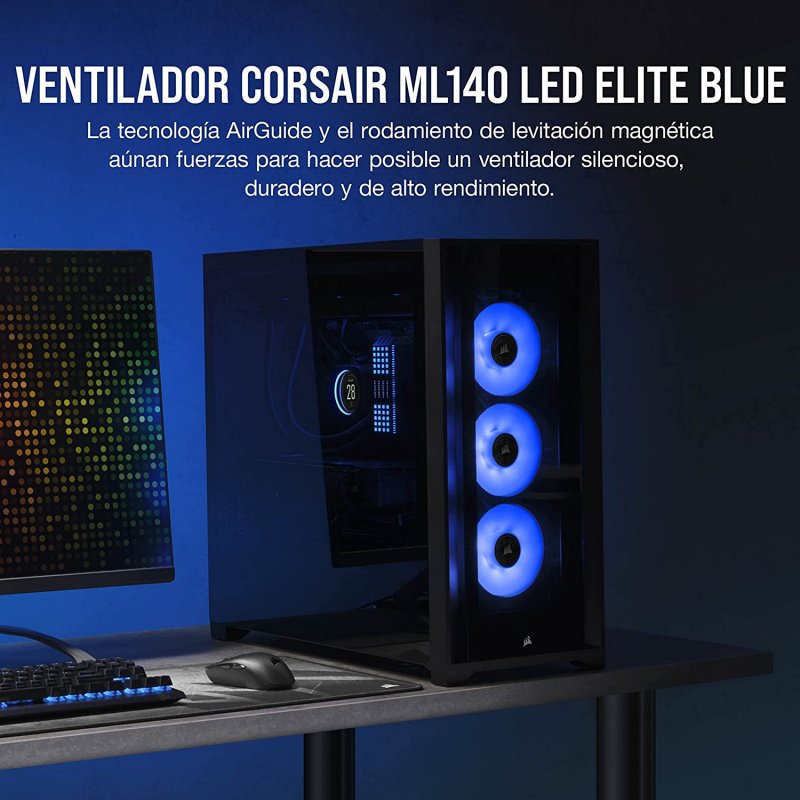 VENTILADOR CORSAIR ML140 LED ELITE BLUE
La tecnología AirGuide y el rodamiento de levitación magnética
aúnan fuerzas para hacer posible un ventilador silencioso,
duradero y de alto rendimiento.
28